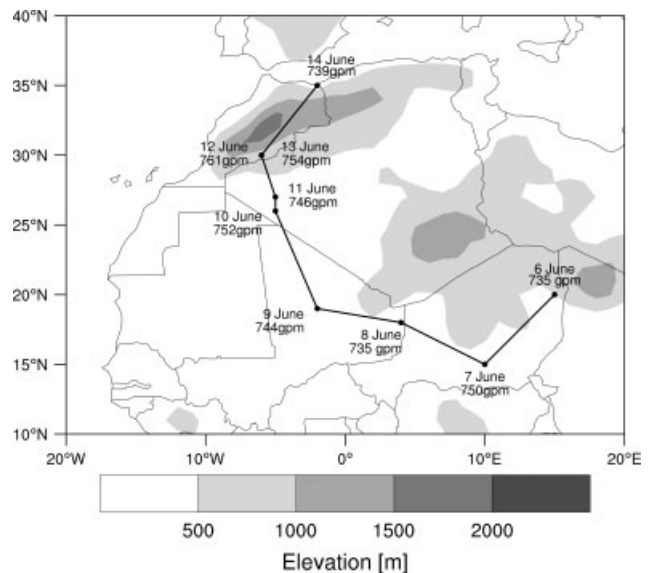 40°N
14 June
739gpm
35°N
12 June
761gpm
13 June
754gpm
30°N
11 June
746gpm
10 June
752gpm
25°N
6 June
735 gpm
20°N
9 June
744gpm
8 June
735 gpm
15°N
7 June
750gpm
10°N
20°W
10°W
0°
10°E
20°E
500
1000
1500
2000
Elevation [m]